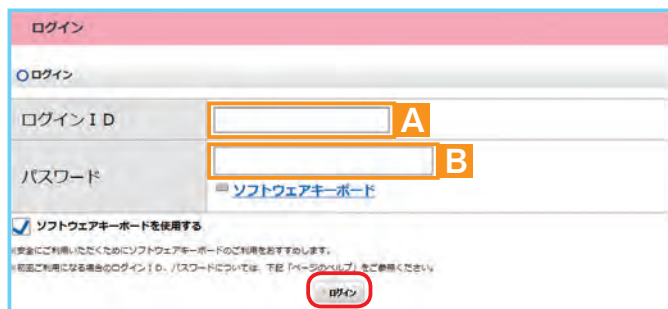 ログイン
ログイン
ログインＩＤ
A
パスワード
B
ソフトウェアキーボード
ソフトウェアキーボードを使用する
※安全にご利用いただくためにソフトウェアキーボードのご利用をおすすめします。
※初回ご利用になる場合のログインＩＤ、パスワードについては、下記「ページのヘルプ」をご参照ください。
ログイン